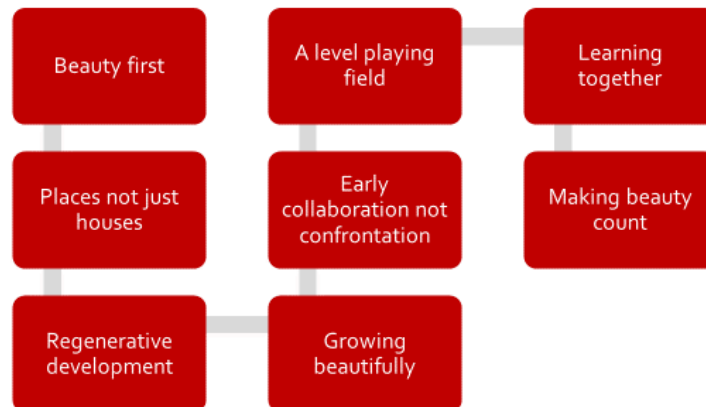 Beauty first
Places not just
houses
Regenerative
development
Growing
beautifully
Early
collaboration not
confrontation
A level playing
field
Learning
together
Making beauty
count